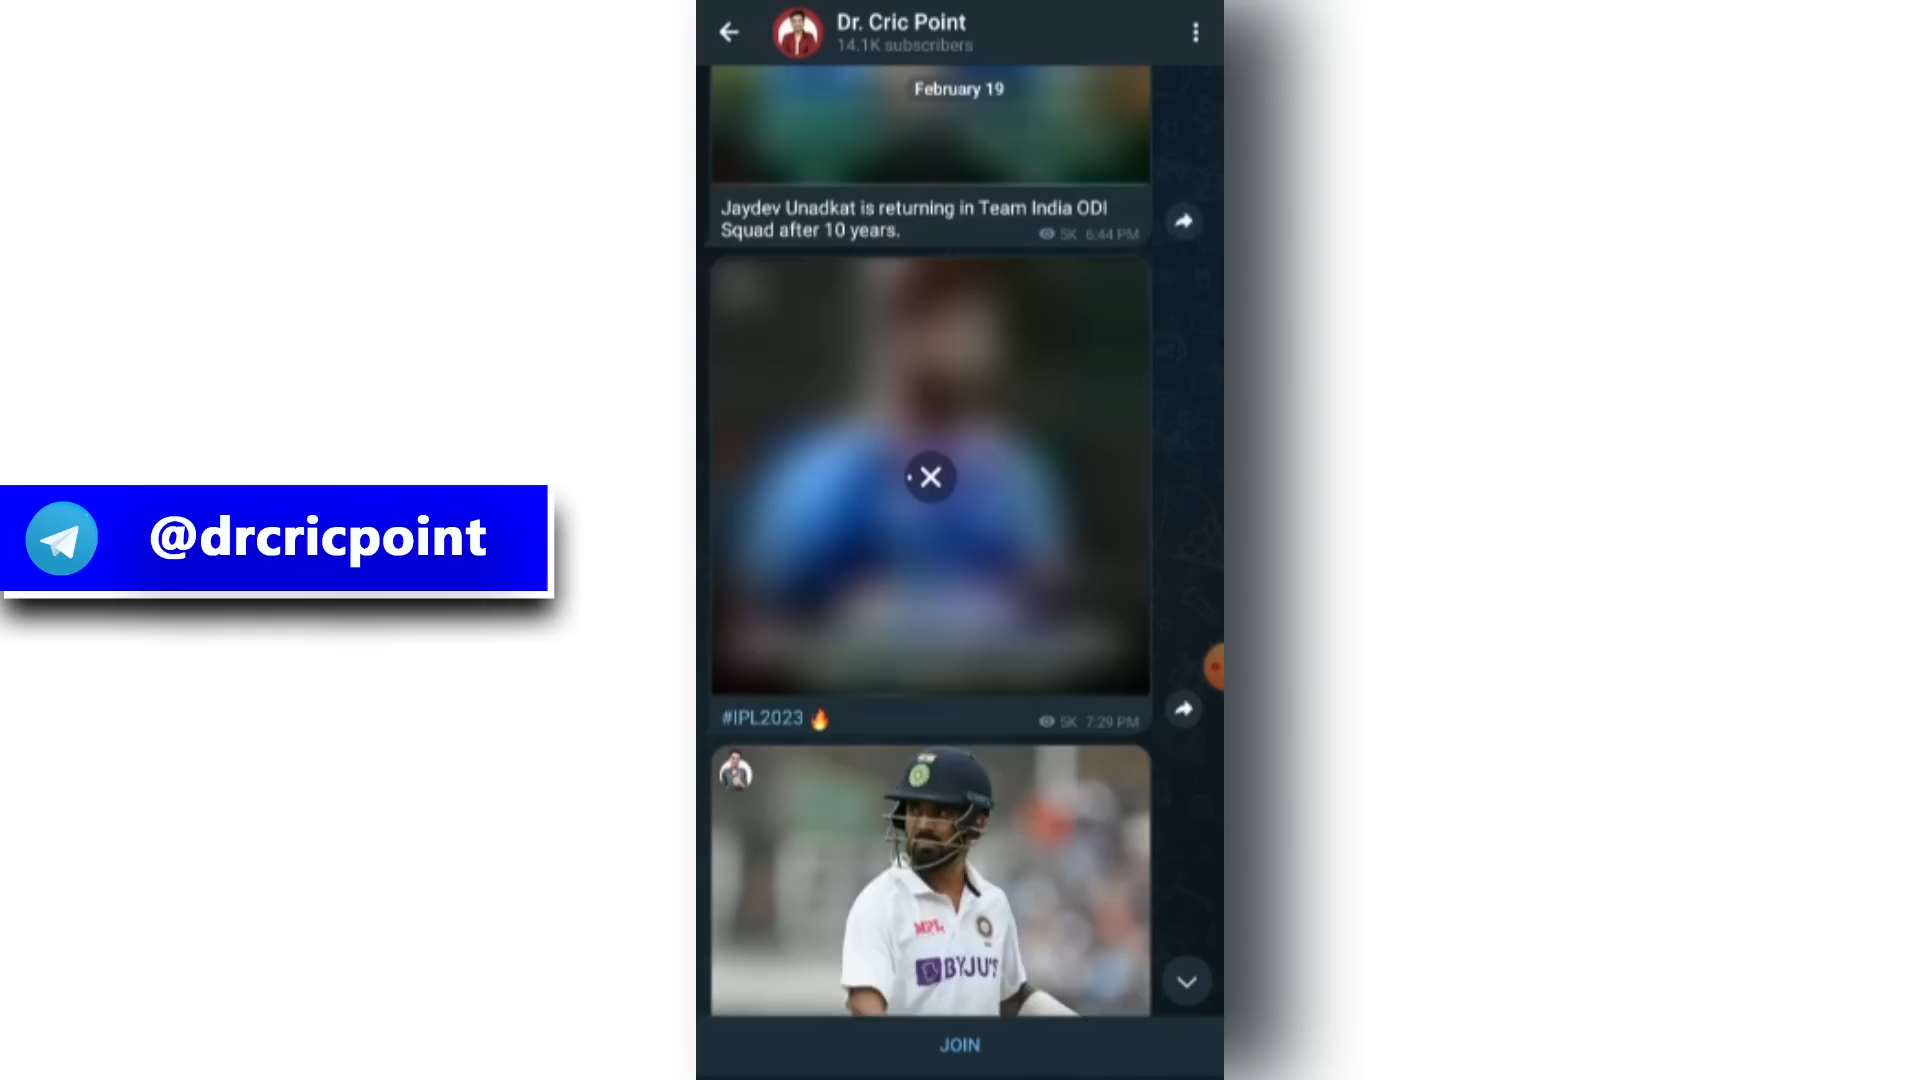 Dr. Cric Point
14.1K subscribers
February 19
Jaydev Unadkat is returning in Team India ODI
Squad after 10 years.
5K 6:44 PM
@drcricpoint
#IPL2023 🔥
5K 7:29 PM
MPL
BYJU'S
JOIN